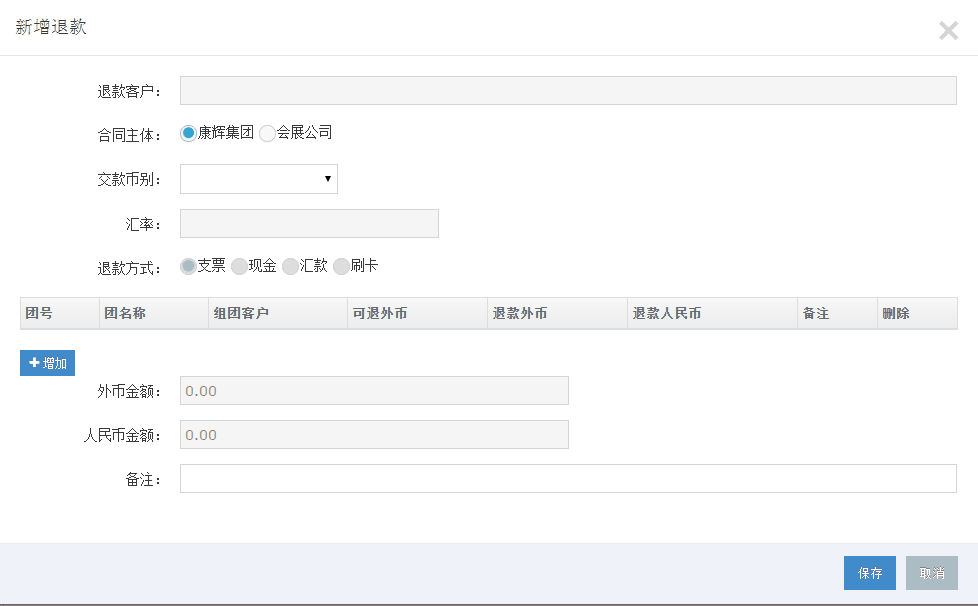 新增退款
退款客户：
合同主体： 康辉集团 会展公司
交款币别：
汇率：
退款方式： 支票 现金 汇款 刷卡
团号 团名称 组团客户 可退外币 退款外币 退款人民币 备注 删除
增加
外币金额： 0.00
人民币金额： 0.00
备注：
保存 取消